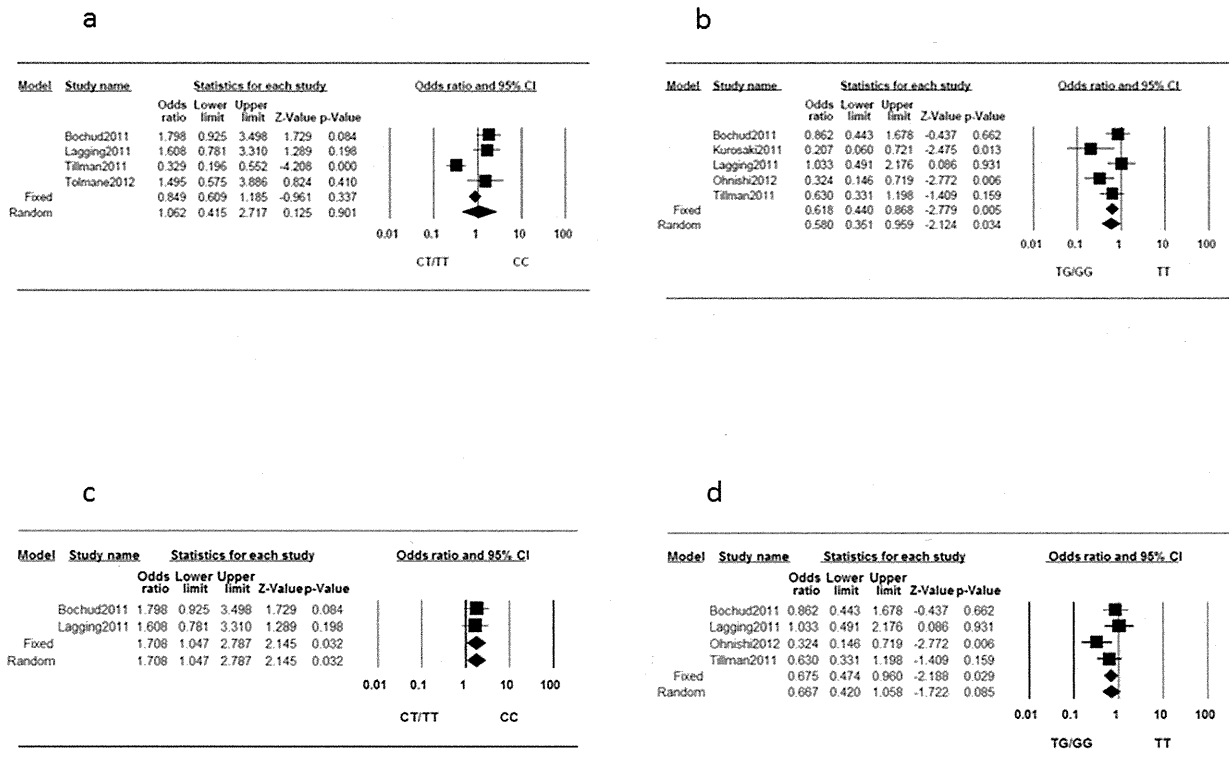 a
Model Study name Statistics for each study Odds ratio and 95% CI
Odds Lower Upper
ratio limit limit Z-Value p-Value
Bochud2011 1.798 0.925 3.498 1.729 0.084
Lagging2011 1.608 0.781 3.310 1.289 0.198
Tillman2011 0.329 0.196 0.552 -4.208 0.000
Tolmane2012 1.495 0.575 3.886 0.824 0.410
Fixed 0.849 0.609 1.185 -0.961 0.337
Random 1.062 0.415 2.717 0.125 0.901
0.01 0.1 1 10 100
CT/TT CC
b
Model Study name Statistics for each study Odds ratio and 95% CI
Odds Lower Upper
ratio limit limit Z-Value p-Value
Bochud2011 0.862 0.443 1.678 -0.437 0.662
Kurosaki2011 0.207 0.060 0.721 -2.475 0.013
Lagging2011 1.033 0.491 2.176 0.086 0.931
Ohnishi2012 0.324 0.146 0.719 -2.772 0.006
Tillman2011 0.630 0.331 1.198 -1.409 0.159
Fixed 0.618 0.440 0.868 -2.779 0.005
Random 0.580 0.351 0.959 -2.124 0.034
0.01 0.1 1 10 100
TG/GG TT
c
Model Study name Statistics for each study Odds ratio and 95% CI
Odds Lower Upper
ratio limit limit Z-Value p-Value
Bochud2011 1.798 0.925 3.498 1.729 0.084
Lagging2011 1.608 0.781 3.310 1.289 0.198
Fixed 1.708 1.047 2.787 2.145 0.032
Random 1.708 1.047 2.787 2.145 0.032
0.01 0.1 1 10 100
CT/TT CC
d
Model Study name Statistics for each study Odds ratio and 95% CI
Odds Lower Upper
ratio limit limit Z-Value p-Value
Bochud2011 0.862 0.443 1.678 -0.437 0.662
Lagging2011 1.033 0.491 2.176 0.086 0.931
Ohnishi2012 0.324 0.146 0.719 -2.772 0.006
Tillman2011 0.630 0.331 1.198 -1.409 0.159
Fixed 0.675 0.474 0.960 -2.188 0.029
Random 0.667 0.420 1.058 -1.722 0.085
0.01 0.1 1 10 100
TG/GG TT